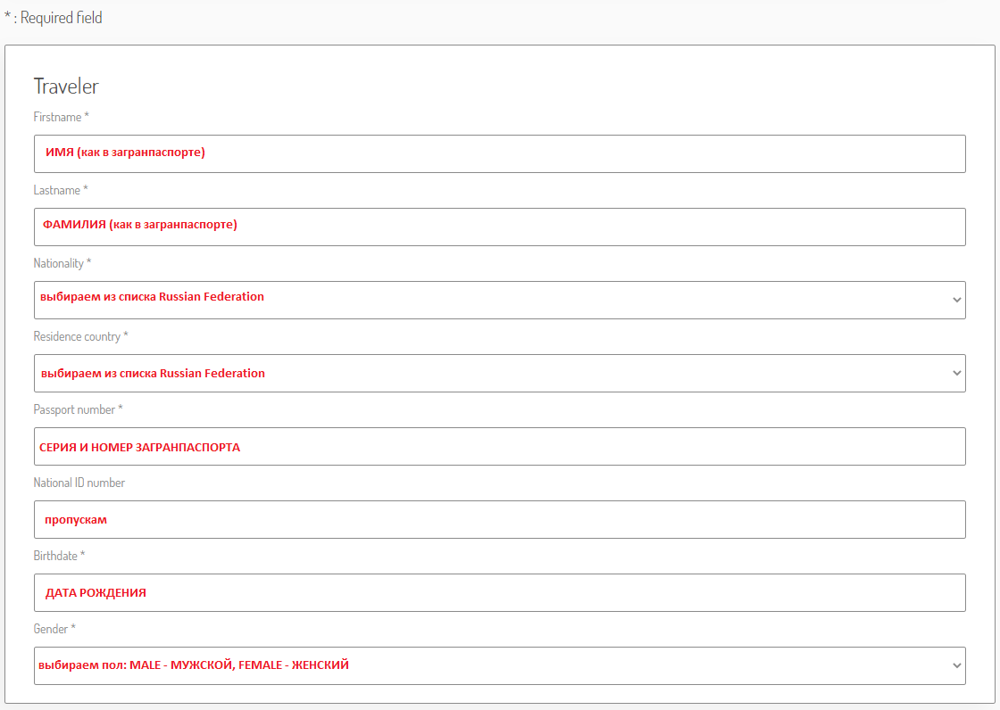 * : Required field
Traveler
Firstname *
ИМЯ (как в загранпаспорте)
Lastname *
ФАМИЛИЯ (как в загранпаспорте)
Nationality *
выбираем из списка Russian Federation
Residence country *
выбираем из списка Russian Federation
Passport number *
СЕРИЯ И НОМЕР ЗАГРАНПАСПОРТА
National ID number
пропускам
Birthdate *
ДАТА РОЖДЕНИЯ
Gender *
выбираем пол: MALE - МУЖСКОЙ, FEMALE - ЖЕНСКИЙ